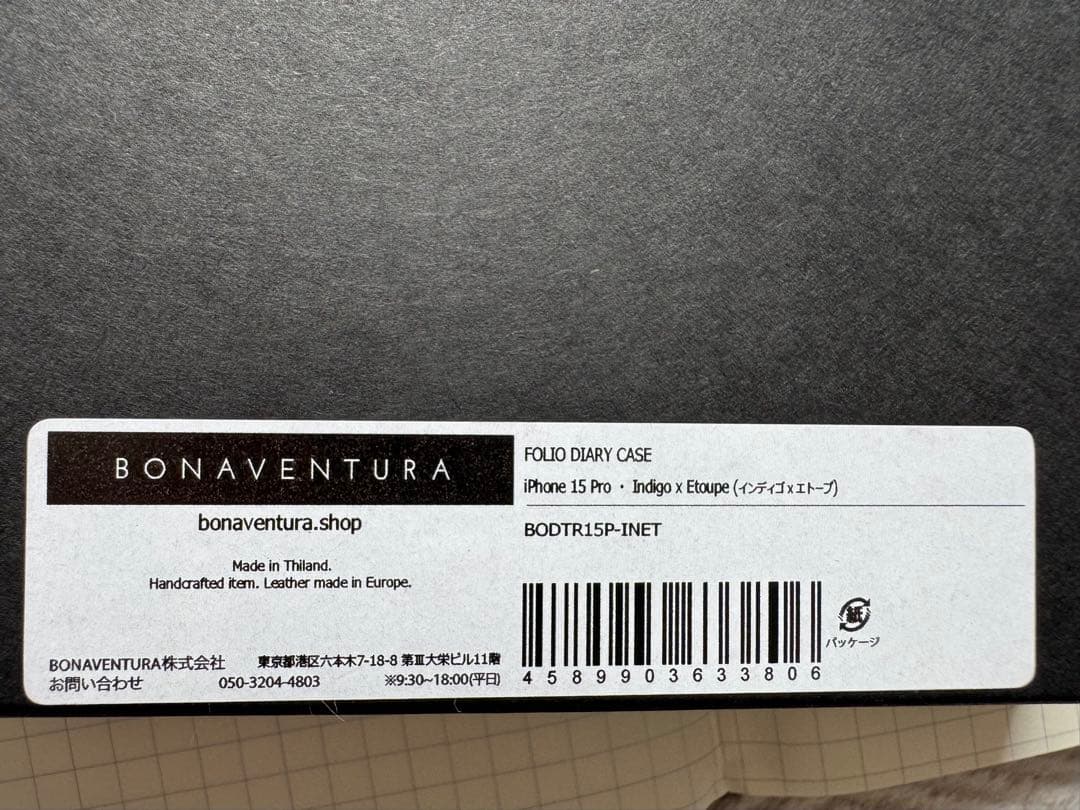 BONAVENTURA
bonaventura.shop
Made in Thiland.
Handcrafted item. Leather made in Europe.
BONAVENTURA株式会社 東京都港区六本木7-18-8 第Ⅲ大栄ビル11階
お問い合わせ 050-3204-4803 ※9:30~18:00(平日)
FOLIO DIARY CASE
iPhone 15 Pro・Indigo x Etoupe (インディゴ x エトープ)
BODTR15P-INET
4589903633806
紙
パッケージ